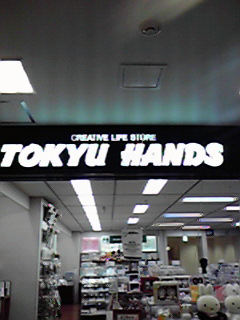 CREATIVE LIFE STORE
TOKYU HANDS